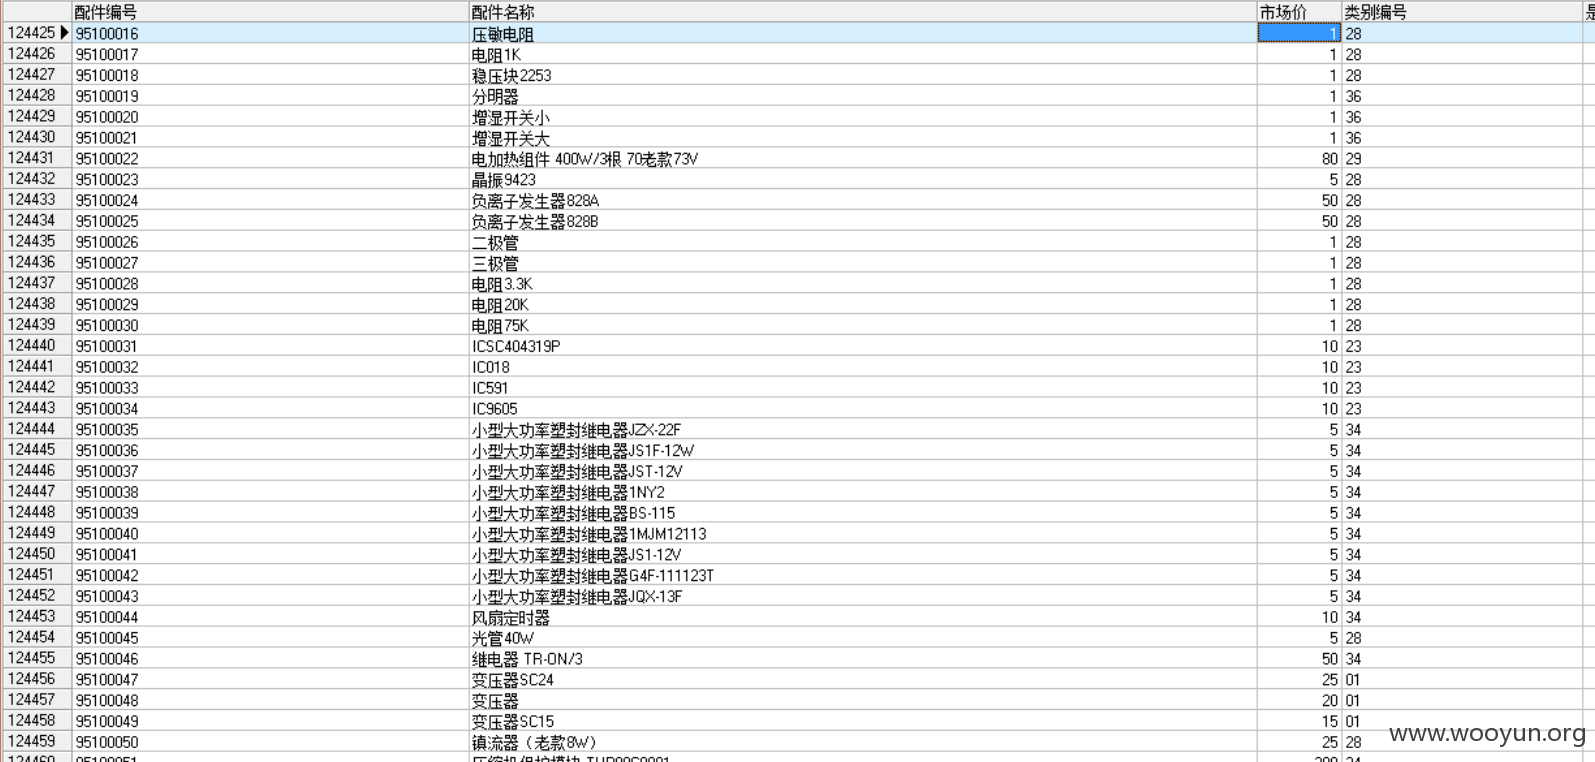 配件编号 配件名称 市场价 类别编号
124425 95100016 压敏电阻 1 28
124426 95100017 电阻1K 1 28
124427 95100018 稳压块2253 1 28
124428 95100019 分明器 1 36
124429 95100020 增湿开关小 1 36
124430 95100021 增湿开关大 1 36
124431 95100022 电加热组件 400W/3根 70老款73V 80 29
124432 95100023 晶振9423 5 28
124433 95100024 负离子发生器828A 50 28
124434 95100025 负离子发生器828B 50 28
124435 95100026 二极管 1 28
124436 95100027 三极管 1 28
124437 95100028 电阻3.3K 1 28
124438 95100029 电阻20K 1 28
124439 95100030 电阻75K 1 28
124440 95100031 ICSC404319P 10 23
124441 95100032 IC018 10 23
124442 95100033 IC591 10 23
124443 95100034 IC9605 10 23
124444 95100035 小型大功率塑封继电器JZX-22F 5 34
124445 95100036 小型大功率塑封继电器JS1F-12W 5 34
124446 95100037 小型大功率塑封继电器JST-12V 5 34
124447 95100038 小型大功率塑封继电器1NY2 5 34
124448 95100039 小型大功率塑封继电器BS-115 5 34
124449 95100040 小型大功率塑封继电器1MJM12113 5 34
124450 95100041 小型大功率塑封继电器JS1-12V 5 34
124451 95100042 小型大功率塑封继电器G4F-111123T 5 34
124452 95100043 小型大功率塑封继电器JQX-13F 5 34
124453 95100044 风扇定时器 10 34
124454 95100045 光管40W 5 28
124455 95100046 继电器 TR-ON/3 50 34
124456 95100047 变压器SC24 25 01
124457 95100048 变压器 20 01
124458 95100049 变压器SC15 15 01
124459 95100050 镇流器（老款8W） 25 28
www.wooyun.org